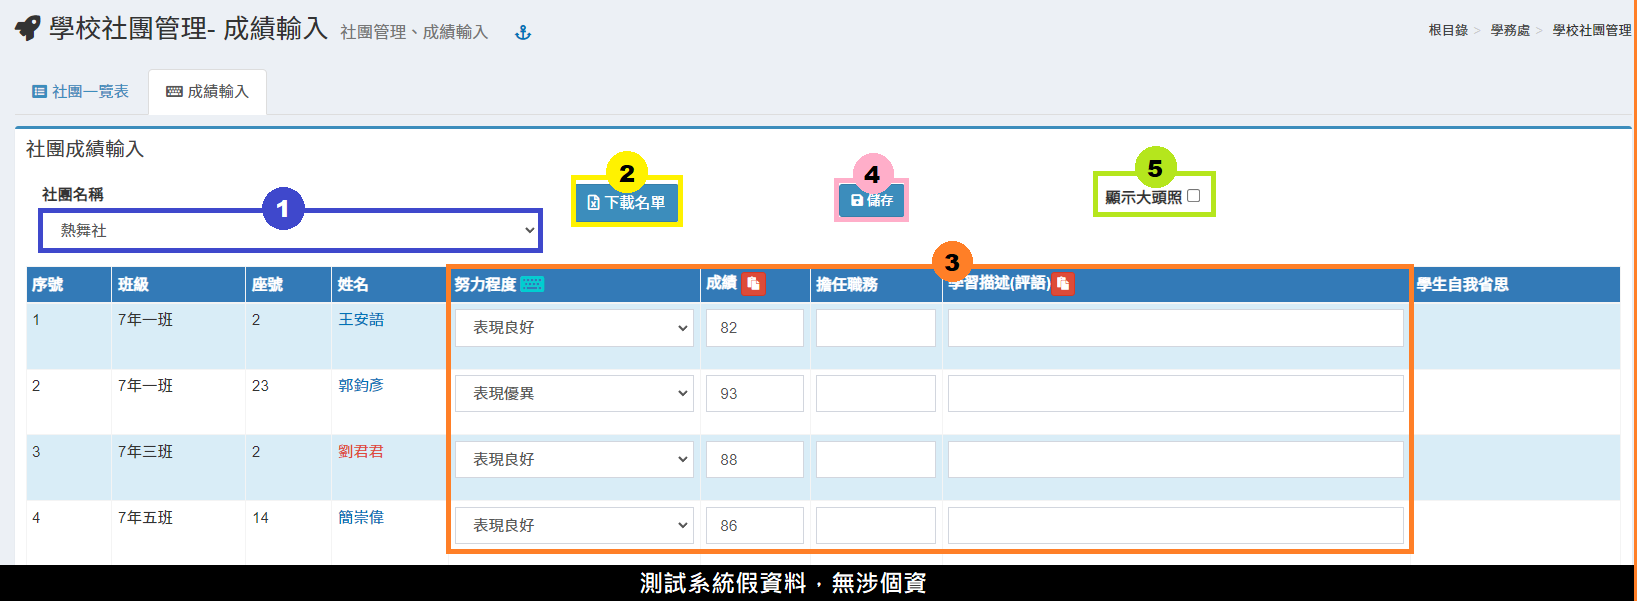 學校社團管理- 成績輸入 社團管理、成績輸入
根目錄 > 學務處 > 學校社團管理
社團一覽表 成績輸入
社團成績輸入
社團名稱
1
熱舞社
2
下載名單
4
儲存
5
顯示大頭照
3
序號 班級 座號 姓名 努力程度 成績 擔任職務 學習描述(評語) 學生自我省思
1 7年一班 2 王安語 表現良好 82
2 7年一班 23 郭鈞彥 表現優異 93
3 7年三班 2 劉君君 表現良好 88
4 7年五班 14 簡崇偉 表現良好 86
測試系統假資料，無涉個資